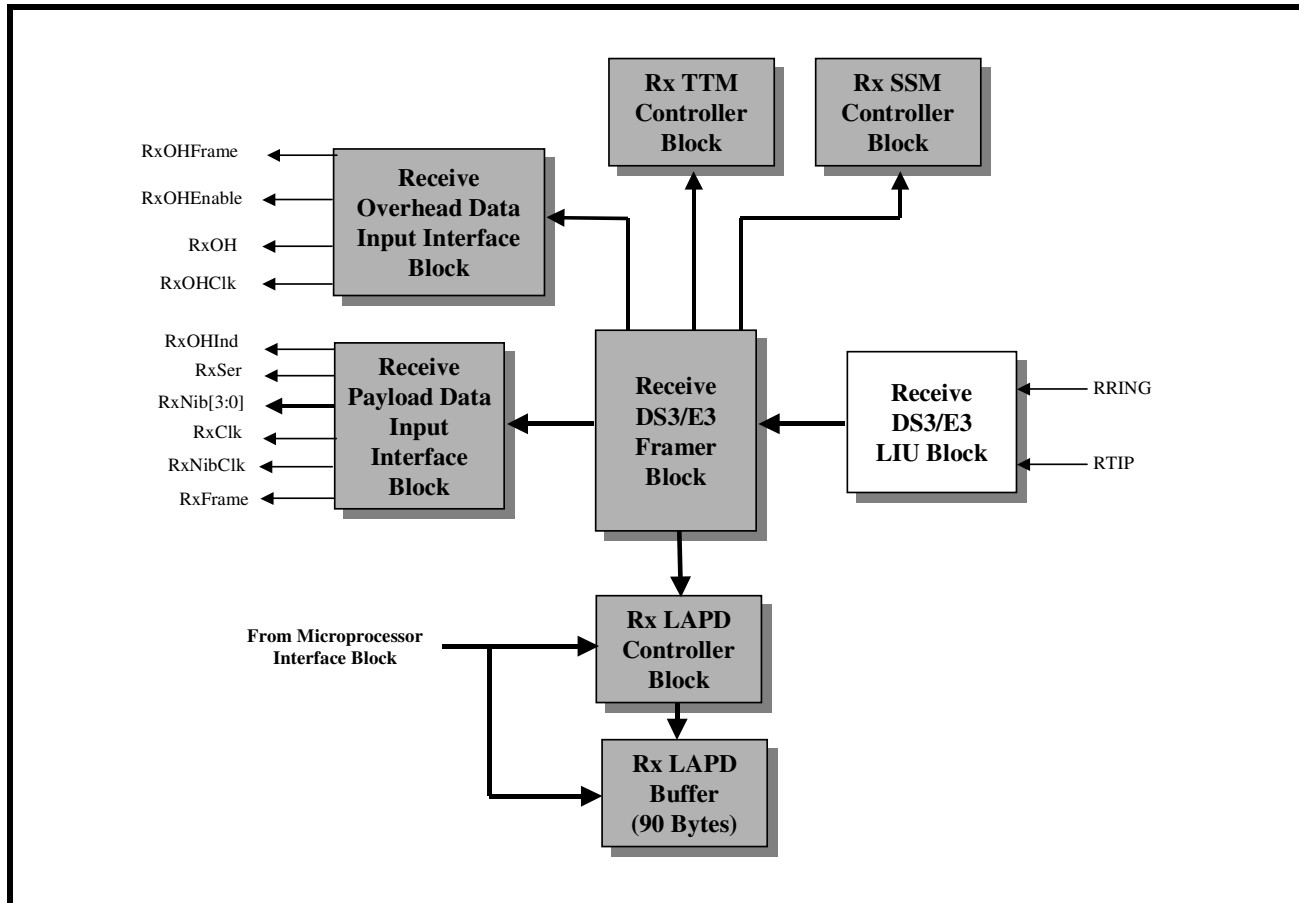 Rx TTM
Controller
Block
Rx SSM
Controller
Block
RxOHFrame
RxOHEnable
RxOH
RxOHClk
Receive
Overhead Data
Input Interface
Block
RxOHInd
RxSer
RxNib[3:0]
RxClk
RxNibClk
RxFrame
Receive
Payload Data
Input
Interface
Block
Receive
DS3/E3
Framer
Block
Receive
DS3/E3
LIU Block
RRING
RTIP
From Microprocessor
Interface Block
Rx LAPD
Controller
Block
Rx LAPD
Buffer
(90 Bytes)